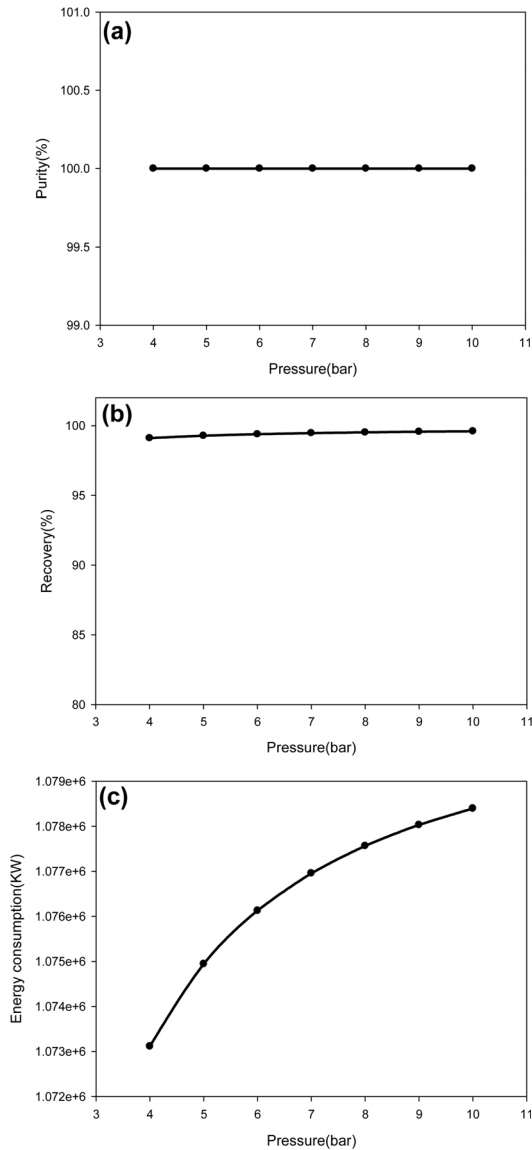 (a)
101.0
100.5
100.0
99.5
99.0
Purity(%)
3 4 5 6 7 8 9 10 11
Pressure(bar)
(b)
100
95
90
85
80
Recovery(%)
3 4 5 6 7 8 9 10 11
Pressure(bar)
(c)
1.079e+6
1.078e+6
1.077e+6
1.076e+6
1.075e+6
1.074e+6
1.073e+6
1.072e+6
Energy consumption(KW)
3 4 5 6 7 8 9 10 11
Pressure(bar)